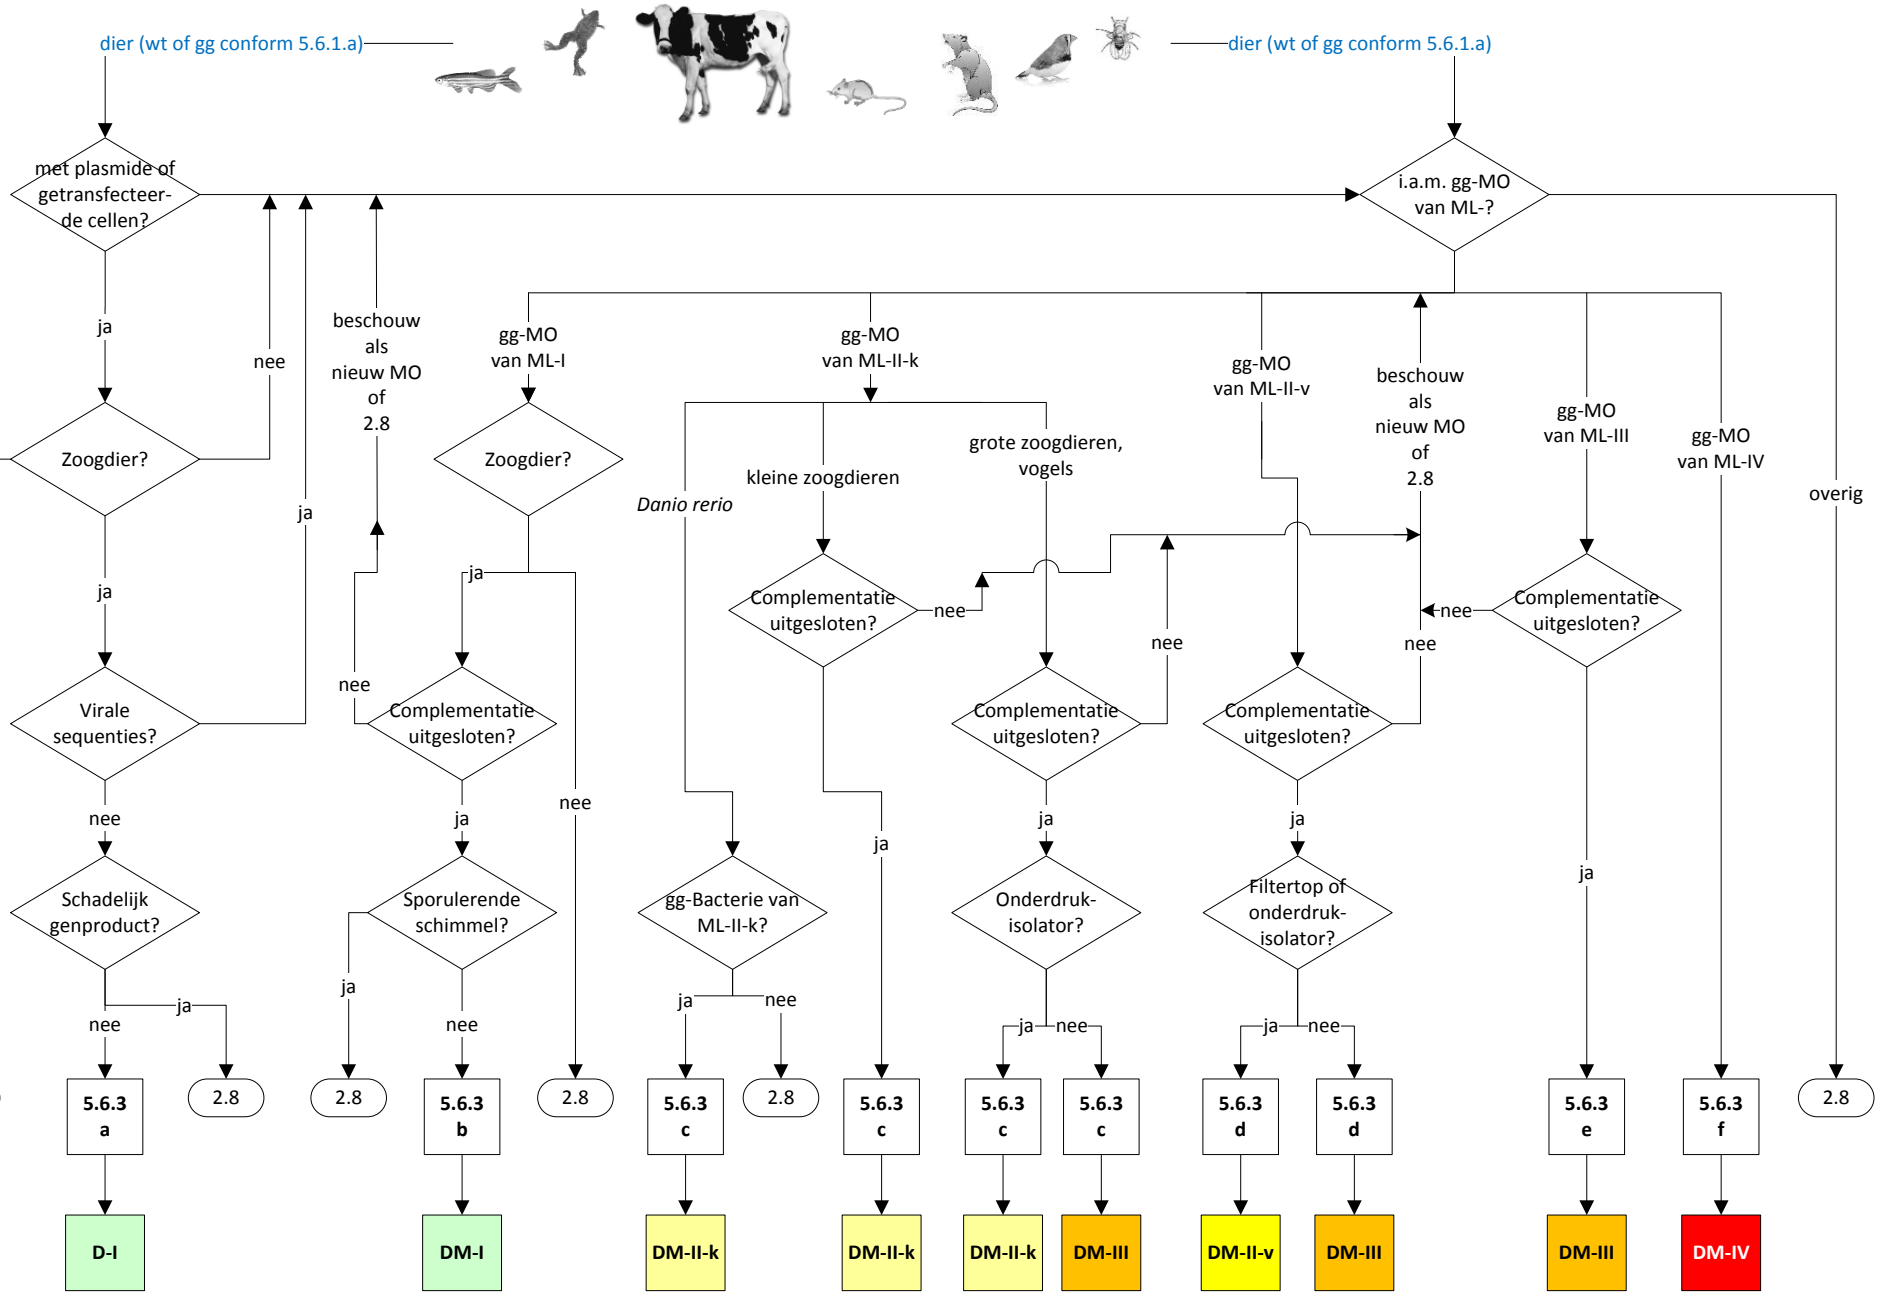 dier (wt of gg conform 5.6.1.a)
dier (wt of gg conform 5.6.1.a)
met plasmide of
getransfecteer-
de cellen?
i.a.m. gg-MO
van ML-?
ja
nee
beschouw
als
nieuw MO
of
2.8
gg-MO
van ML-I
gg-MO
van ML-II-k
gg-MO
van ML-II-v
beschouw
als
nieuw MO
of
2.8
gg-MO
van ML-III
gg-MO
van ML-IV
overig
Zoogdier?
ja
Zoogdier?
Danio rerio
kleine zoogdieren
grote zoogdieren,
vogels
ja
ja
Complementatie
uitgesloten?
nee
nee
nee
nee
Complementatie
uitgesloten?
Virale
sequenties?
nee
Complementatie
uitgesloten?
Complementatie
uitgesloten?
Complementatie
uitgesloten?
nee
ja
nee
ja
ja
ja
ja
Schadelijk
genproduct?
Sporulerende
schimmel?
gg-Bacterie van
ML-II-k?
Onderdruk-
isolator?
Filtertop of
onderdruk-
isolator?
nee
ja
ja
nee
ja
nee
ja
nee
ja
nee
5.6.3
a
2.8
2.8
5.6.3
b
2.8
5.6.3
c
2.8
5.6.3
c
5.6.3
c
5.6.3
c
5.6.3
d
5.6.3
d
5.6.3
e
5.6.3
f
2.8
D-I
DM-I
DM-II-k
DM-II-k
DM-II-k
DM-III
DM-II-v
DM-III
DM-III
DM-IV